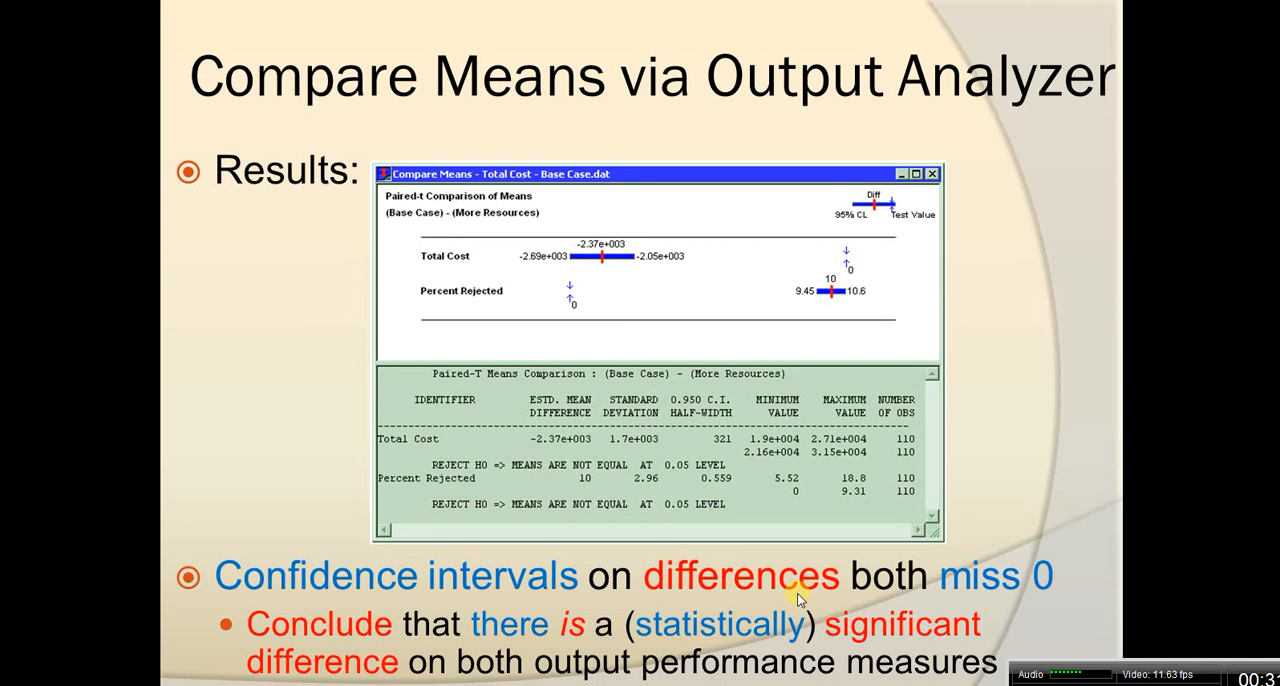 Compare Means via Output Analyzer
Results:
Compare Means - Total Cost - Base Case.dat
Paired-t Comparison of Means
(Base Case) - (More Resources)
Diff
95% CL Test Value
-2.37e+003
Total Cost -2.69e+003 -2.05e+003
0
10
Percent Rejected 9.45 10.6
0
Paired-T Means Comparison : (Base Case) - (More Resources)
IDENTIFIER ESTD. MEAN STANDARD 0.950 C.I. MINIMUM MAXIMUM NUMBER
DIFFERENCE DEVIATION HALF-WIDTH VALUE VALUE OF OBS
Total Cost -2.37e+003 1.7e+003 321 1.9e+004 2.71e+004 110
2.16e+004 3.15e+004 110
REJECT H0 => MEANS ARE NOT EQUAL AT 0.05 LEVEL
Percent Rejected 10 2.96 0.559 5.52 18.8 110
0 9.31 110
REJECT H0 => MEANS ARE NOT EQUAL AT 0.05 LEVEL
Confidence intervals on differences both miss 0
Conclude that there is a (statistically) significant
difference on both output performance measures
Audio Video: 11.63 fps